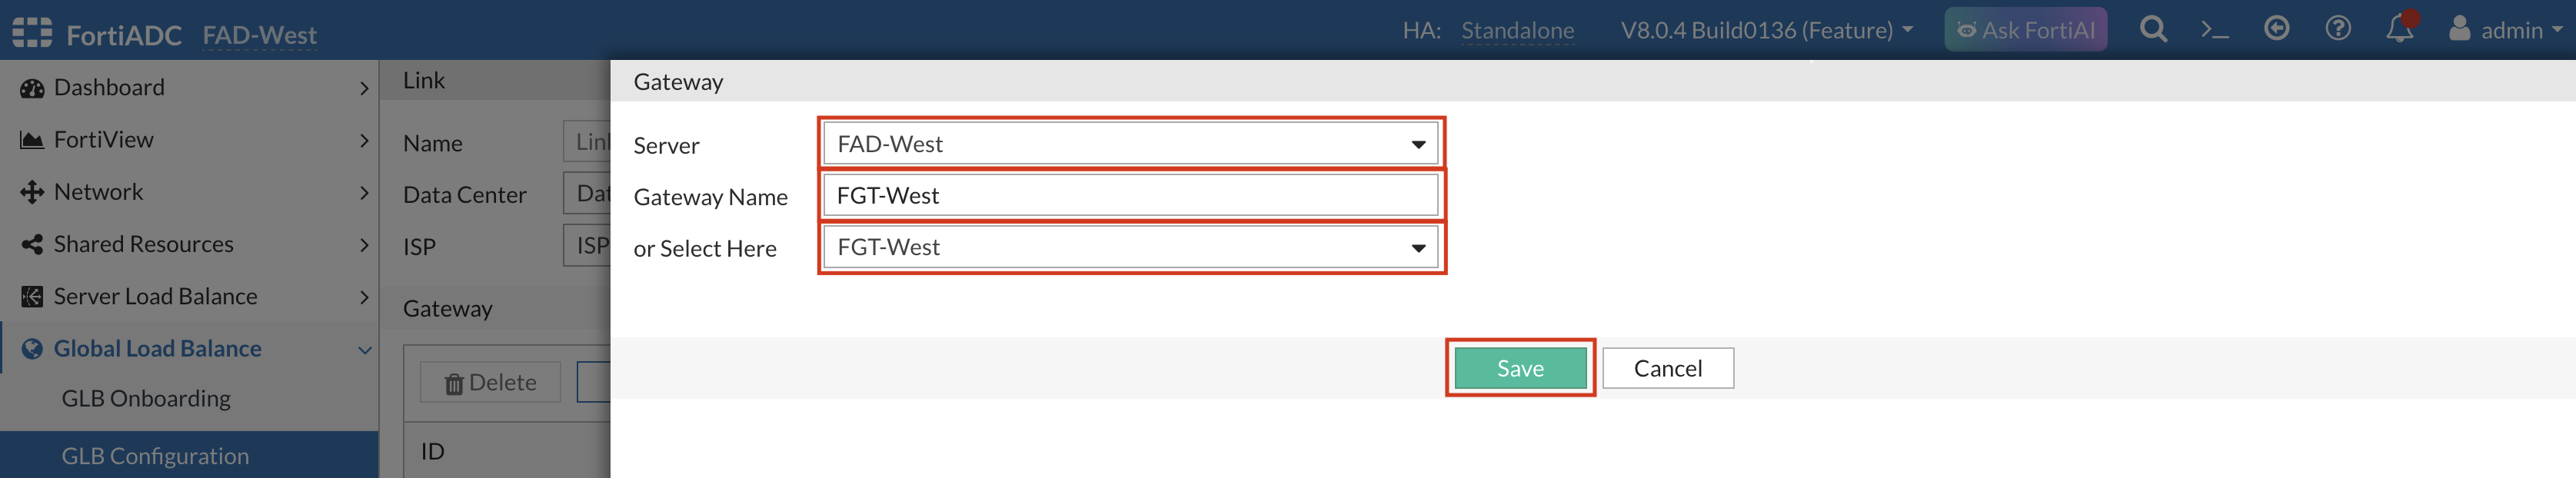 FortiADC FAD-West HA: Standalone V8.0.4 Build0136 (Feature) Ask FortiAI admin
Dashboard
FortiView
Network
Shared Resources
Server Load Balance
Global Load Balance
GLB Onboarding
GLB Configuration
Link
Name
Data Center
ISP ISP
Gateway
Delete
ID
Gateway
Server FAD-West
Gateway Name FGT-West
or Select Here FGT-West
Save Cancel